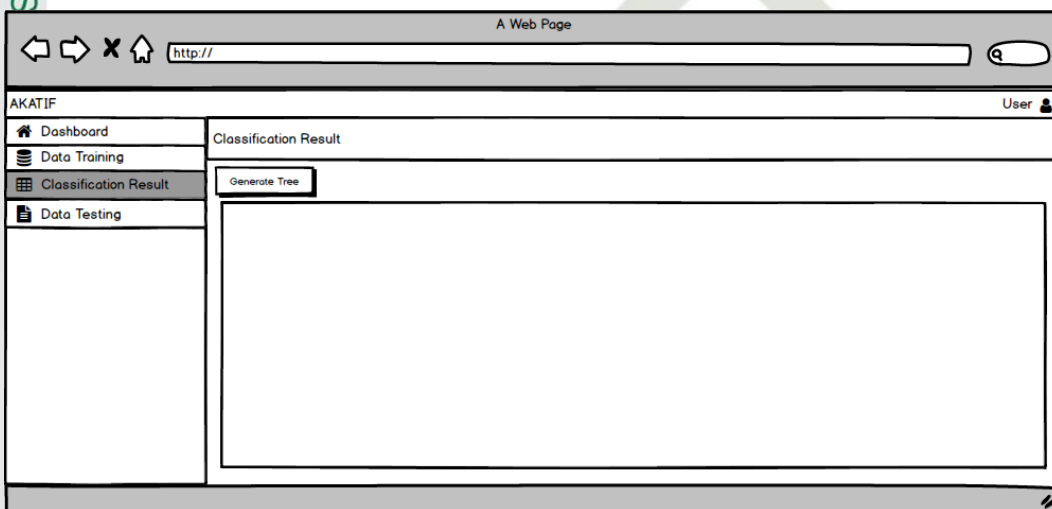 A Web Page
http://
AKATIF
User
Dashboard
Data Training
Classification Result
Data Testing
Classification Result
Generate Tree